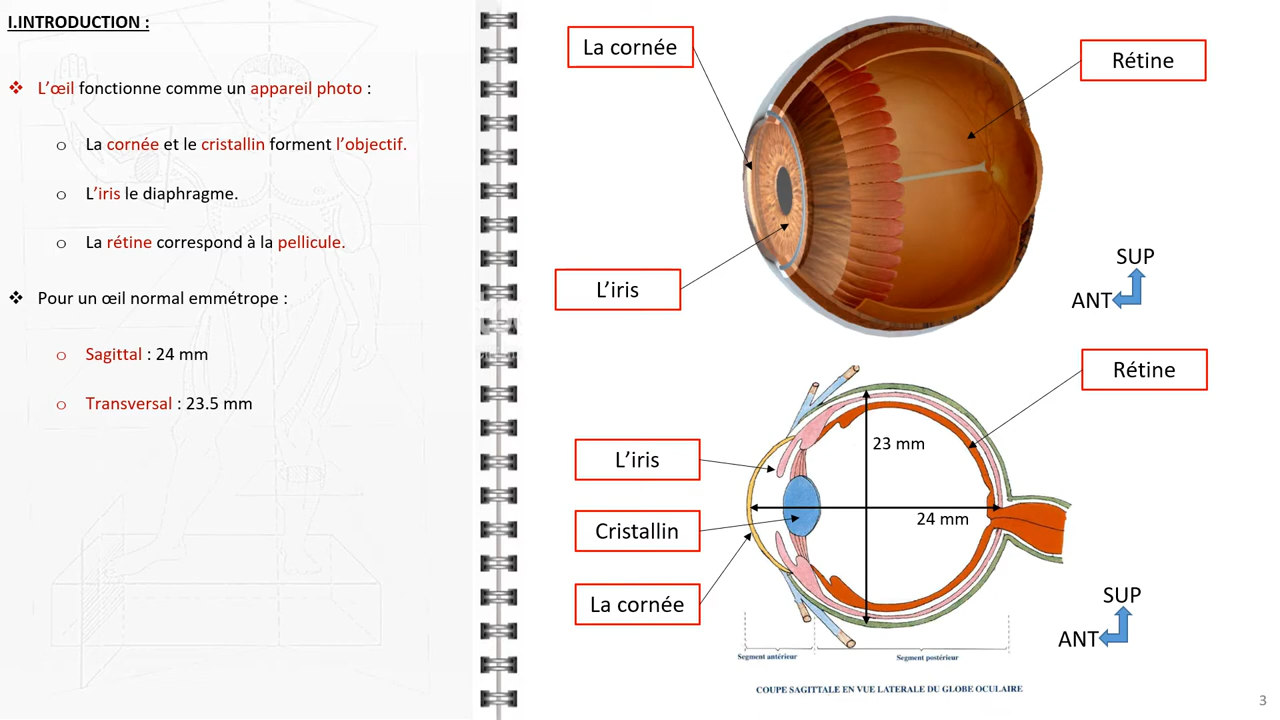 I.INTRODUCTION :
❖ L’œil fonctionne comme un appareil photo :
o La cornée et le cristallin forment l’objectif.
o L’iris le diaphragme.
o La rétine correspond à la pellicule.
❖ Pour un œil normal emmétrope :
o Sagittal : 24 mm
o Transversal : 23.5 mm
La cornée
Rétine
L’iris
SUP
ANT
Rétine
23 mm
L’iris
24 mm
Cristallin
La cornée
SUP
ANT
Segment antérieur
Segment postérieur
COUPE SAGITTALE EN VUE LATERALE DU GLOBE OCULAIRE
3